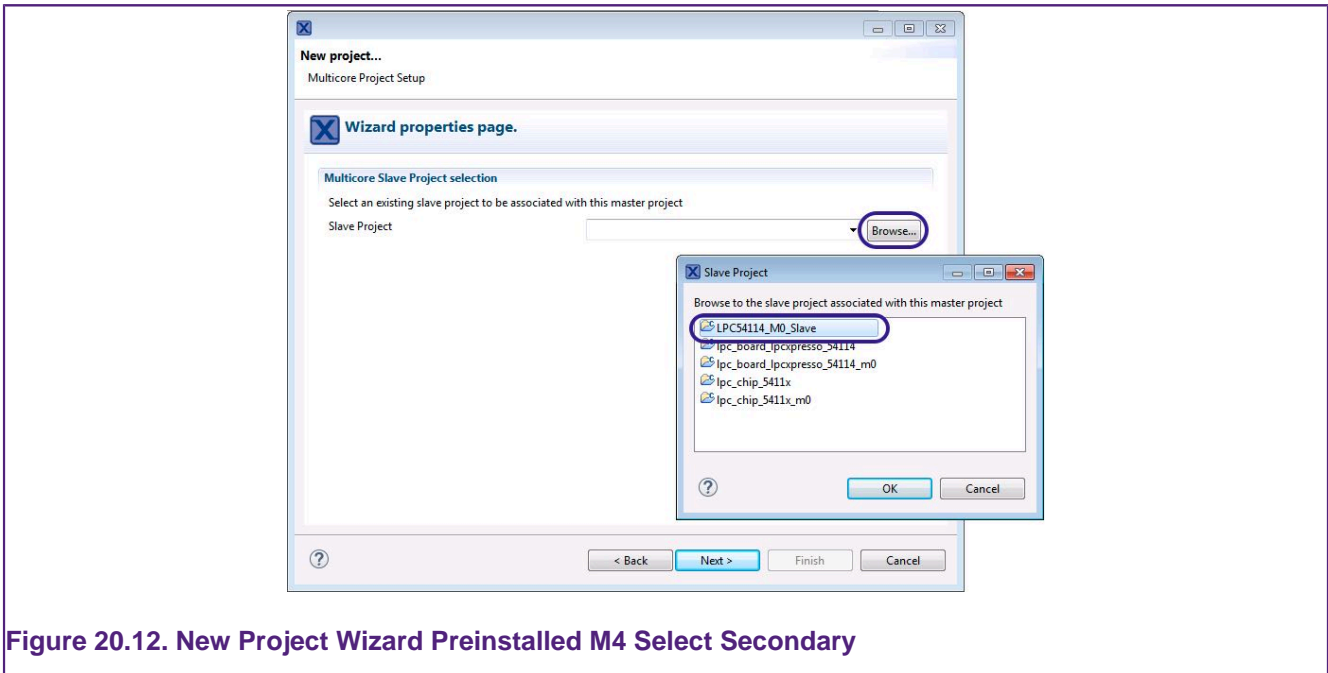 New project...
Multicore Project Setup
Wizard properties page.
Multicore Slave Project selection
Select an existing slave project to be associated with this master project
Slave Project
Browse...
Slave Project
Browse to the slave project associated with this master project
LPC54114_M0_Slave
lpc_board_lpcxpresso_54114
lpc_board_lpcxpresso_54114_m0
lpc_chip_5411x
lpc_chip_5411x_m0
OK Cancel
< Back Next > Finish Cancel
Figure 20.12. New Project Wizard Preinstalled M4 Select Secondary